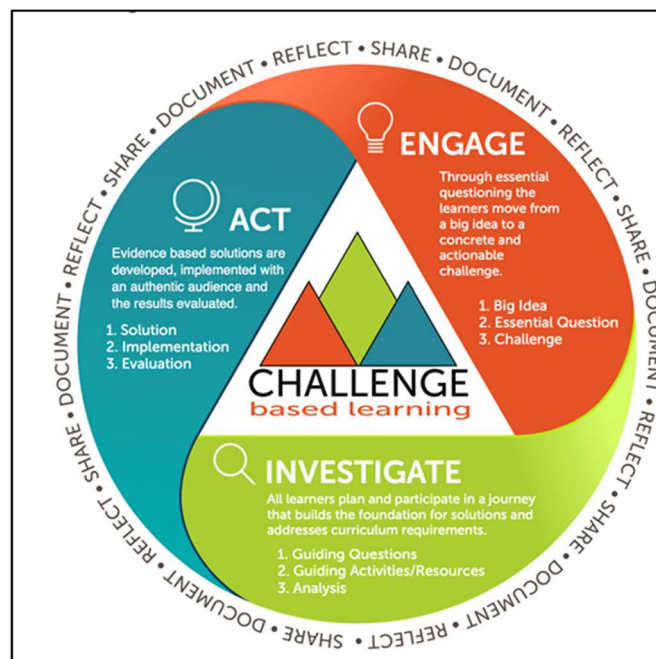 DOCUMENT • REFLECT • SHARE • DOCUMENT • REFLECT • SHARE • DOCUMENT • REFLECT • SHARE • DOCUMENT • REFLECT • SHARE • DOCUMENT • REFLECT • SHARE • DOCUMENT • REFLECT • SHARE •
ENGAGE
Through essential
questioning the
learners move from
a big idea to a
concrete and
actionable
challenge.
1. Big Idea
2. Essential Question
3. Challenge
INVESTIGATE
All learners plan and participate in a journey
that builds the foundation for solutions and
addresses curriculum requirements.
1. Guiding Questions
2. Guiding Activities/Resources
3. Analysis
ACT
Evidence based solutions are
developed, implemented with
an authentic audience and
the results evaluated.
1. Solution
2. Implementation
3. Evaluation
CHALLENGE
based learning